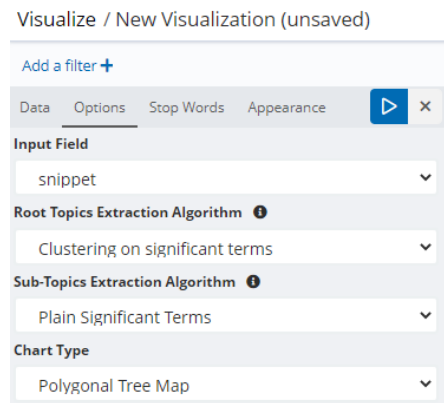 Visualize / New Visualization (unsaved)
Add a filter +
Data Options Stop Words Appearance
Input Field
snippet
Root Topics Extraction Algorithm
Clustering on significant terms
Sub-Topics Extraction Algorithm
Plain Significant Terms
Chart Type
Polygonal Tree Map